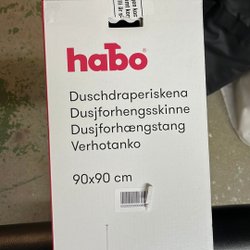 habo®
Duschdraperiskena
Dusjforhengsskinne
Dusjforhængstang
Verhotanko
90x90 cm